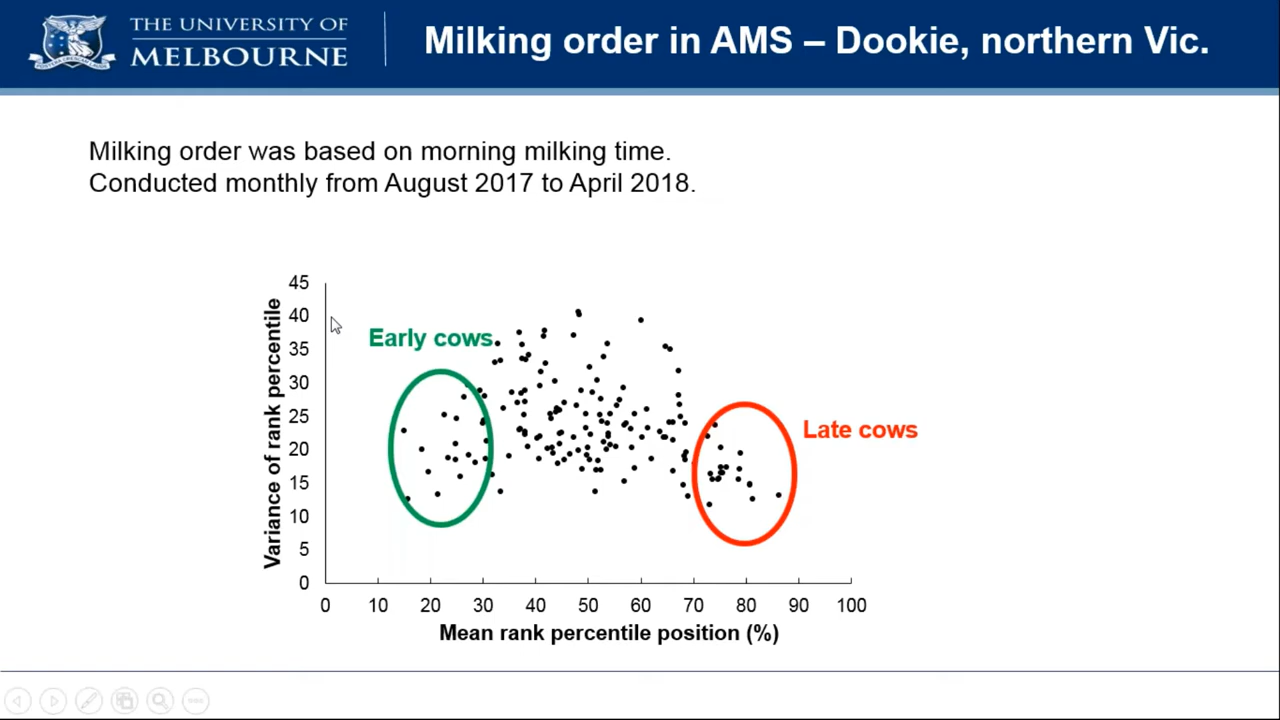 THE UNIVERSITY OF
MELBOURNE
Milking order in AMS – Dookie, northern Vic.
Milking order was based on morning milking time.
Conducted monthly from August 2017 to April 2018.
Variance of rank percentile
45
40
35
30
25
20
15
10
5
0
Early cows
Late cows
0 10 20 30 40 50 60 70 80 90 100
Mean rank percentile position (%)